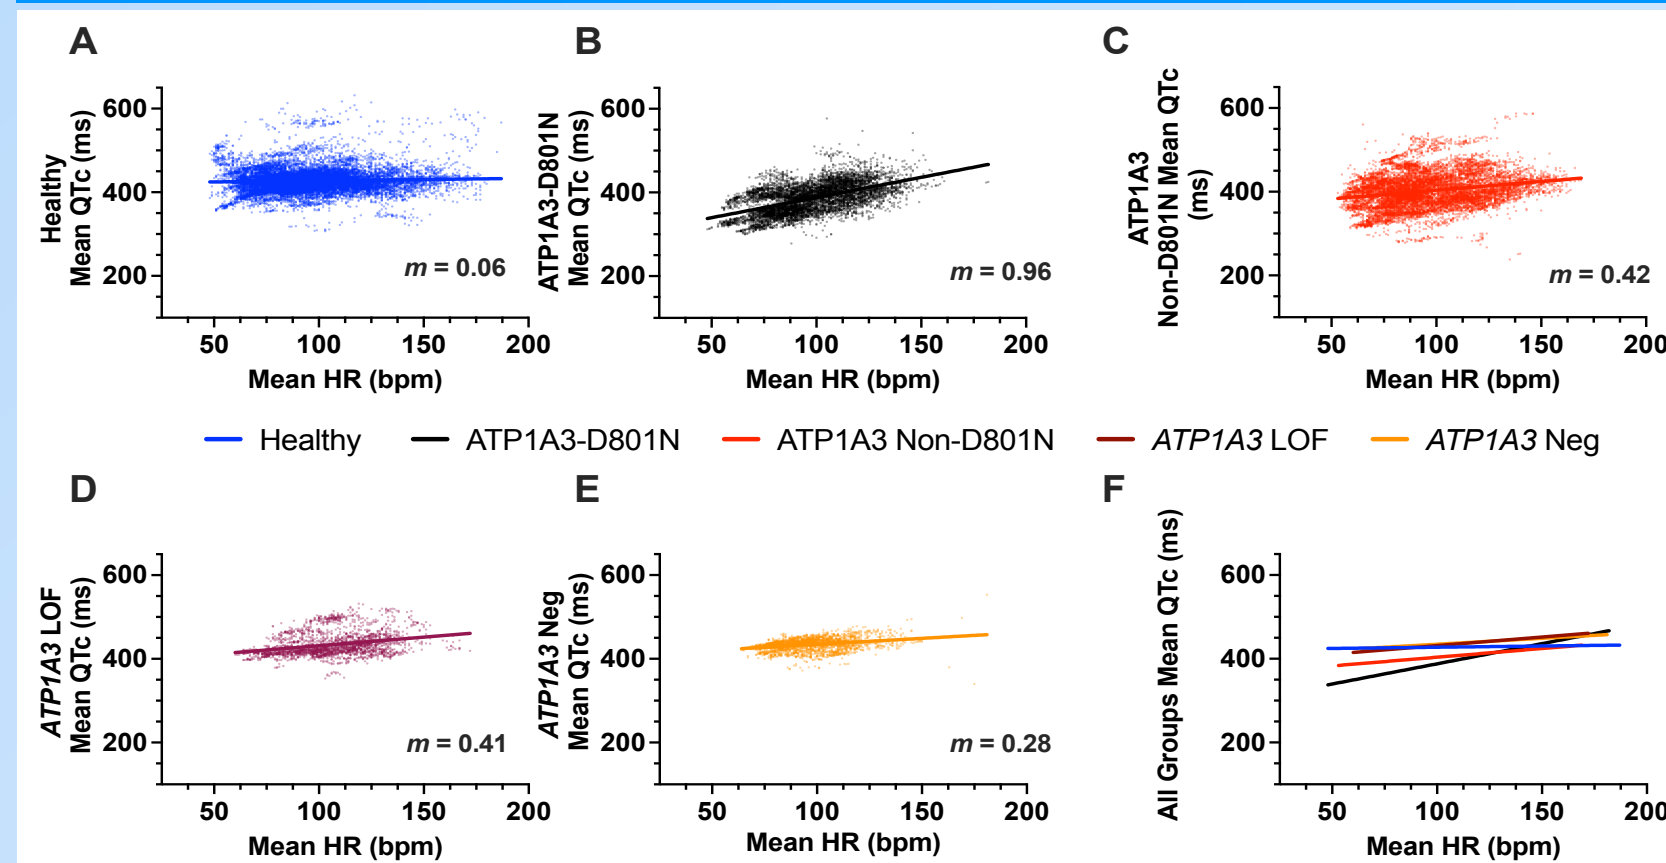 A
B
C
Healthy
Mean QTc (ms)
600
400
200
m = 0.06
50 100 150 200
Mean HR (bpm)
ATP1A3-D801N
Mean QTc (ms)
600
400
200
m = 0.96
50 100 150 200
Mean HR (bpm)
ATP1A3
Non-D801N Mean QTc
(ms)
600
400
200
m = 0.42
50 100 150 200
Mean HR (bpm)
Healthy ATP1A3-D801N ATP1A3 Non-D801N ATP1A3 LOF ATP1A3 Neg
D
E
F
ATP1A3 LOF
Mean QTc (ms)
600
400
200
m = 0.41
50 100 150 200
Mean HR (bpm)
ATP1A3 Neg
Mean QTc (ms)
600
400
200
m = 0.28
50 100 150 200
Mean HR (bpm)
All Groups Mean QTc (ms)
600
400
200
50 100 150 200
Mean HR (bpm)